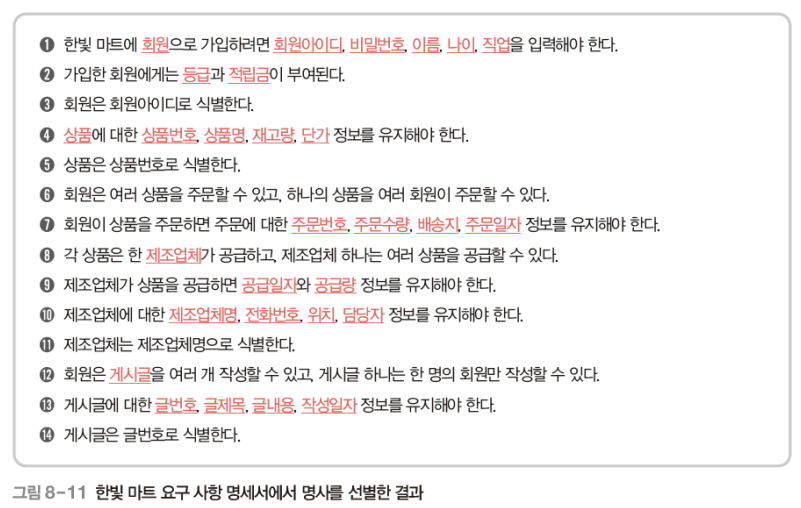 ❶ 한빛 마트에 회원으로 가입하려면 회원아이디, 비밀번호, 이름, 나이, 직업을 입력해야 한다.
❷ 가입한 회원에게는 등급과 적립금이 부여된다.
❸ 회원은 회원아이디로 식별한다.
❹ 상품에 대한 상품번호, 상품명, 재고량, 단가 정보를 유지해야 한다.
❺ 상품은 상품번호로 식별한다.
❻ 회원은 여러 상품을 주문할 수 있고, 하나의 상품을 여러 회원이 주문할 수 있다.
❼ 회원이 상품을 주문하면 주문에 대한 주문번호, 주문수량, 배송지, 주문일자 정보를 유지해야 한다.
❽ 각 상품은 한 제조업체가 공급하고, 제조업체 하나는 여러 상품을 공급할 수 있다.
❾ 제조업체가 상품을 공급하면 공급일자와 공급량 정보를 유지해야 한다.
❿ 제조업체에 대한 제조업체명, 전화번호, 위치, 담당자 정보를 유지해야 한다.
⓫ 제조업체는 제조업체명으로 식별한다.
⓬ 회원은 게시글을 여러 개 작성할 수 있고, 게시글 하나는 한 명의 회원만 작성할 수 있다.
⓭ 게시글에 대한 글번호, 글제목, 글내용, 작성일자 정보를 유지해야 한다.
⓮ 게시글은 글번호로 식별한다.
그림 8-11 한빛 마트 요구 사항 명세서에서 명사를 선별한 결과